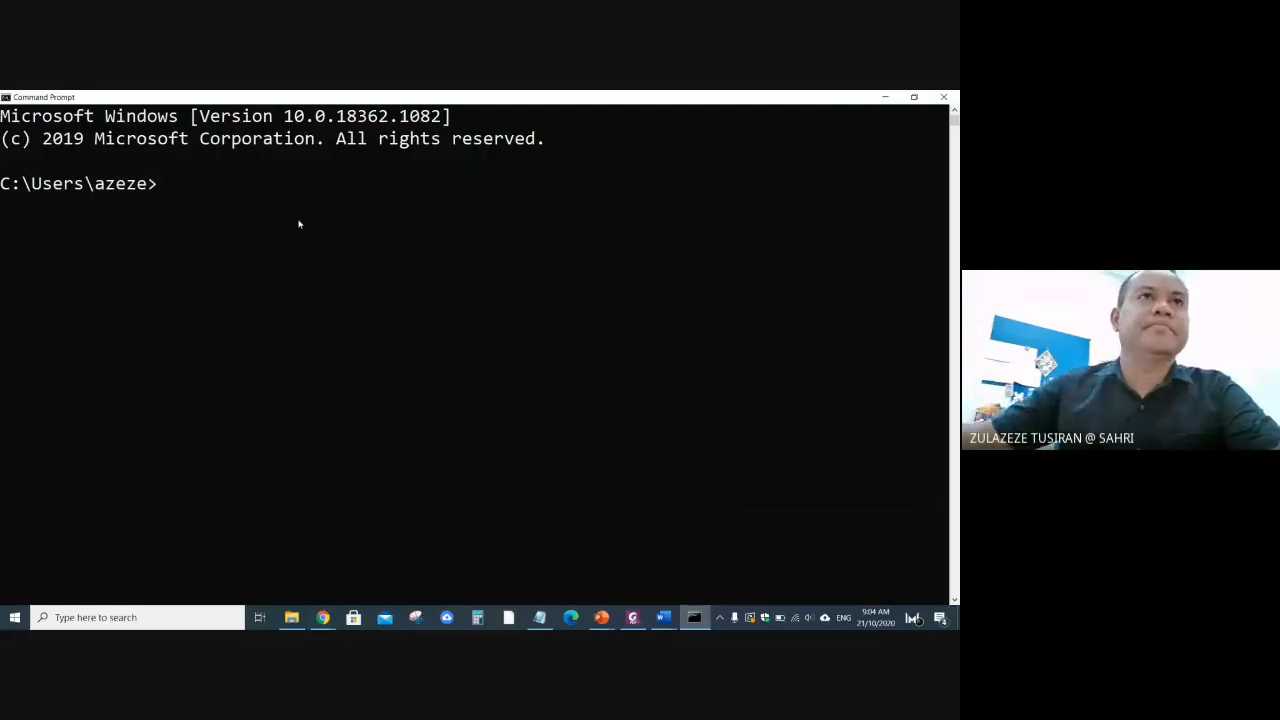 Command Prompt
Microsoft Windows [Version 10.0.18362.1082]
(c) 2019 Microsoft Corporation. All rights reserved.
C:\Users\azeze>
ZULAZEZE TUSIRAN @ SAHRI
Type here to search
ENG
9:04 AM
21/10/2020